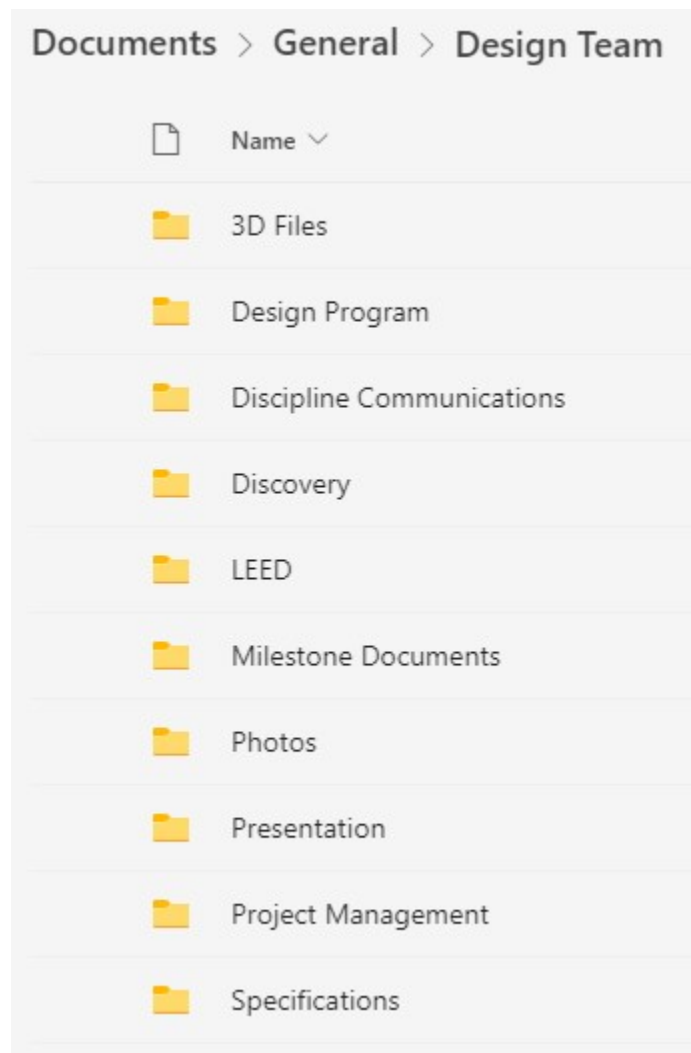 Documents > General > Design Team
Name
3D Files
Design Program
Discipline Communications
Discovery
LEED
Milestone Documents
Photos
Presentation
Project Management
Specifications